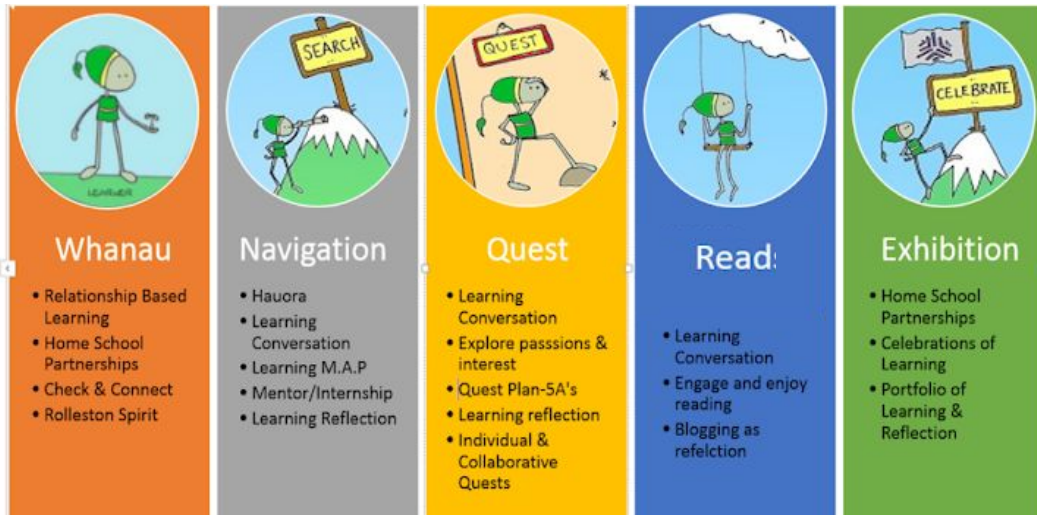 LEARNER
Whanau
• Relationship Based
Learning
• Home School
Partnerships
• Check & Connect
• Rolleston Spirit
SEARCH
Navigation
• Hauora
• Learning
Conversation
• Learning M.A.P
• Mentor/Internship
• Learning Reflection
QUEST
Quest
• Learning
Conversation
• Explore passsions &
interest
• Quest Plan-5A's
• Learning reflection
• Individual &
Collaborative
Quests
Reads
• Learning
Conversation
• Engage and enjoy
reading
• Blogging as
refelction
CELEBRATE
Exhibition
• Home School
Partnerships
• Celebrations of
Learning
• Portfolio of
Learning &
Reflection